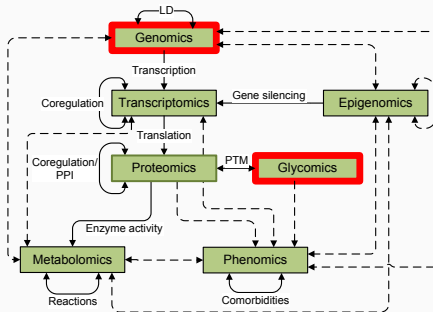 LD
Genomics
Transcription
Gene silencing
Coregulation
Transcriptomics
Epigenomics
Translation
Coregulation/
PPI
Proteomics
PTM
Glycomics
Enzyme activity
Metabolomics
Phenomics
Reactions
Comorbidities